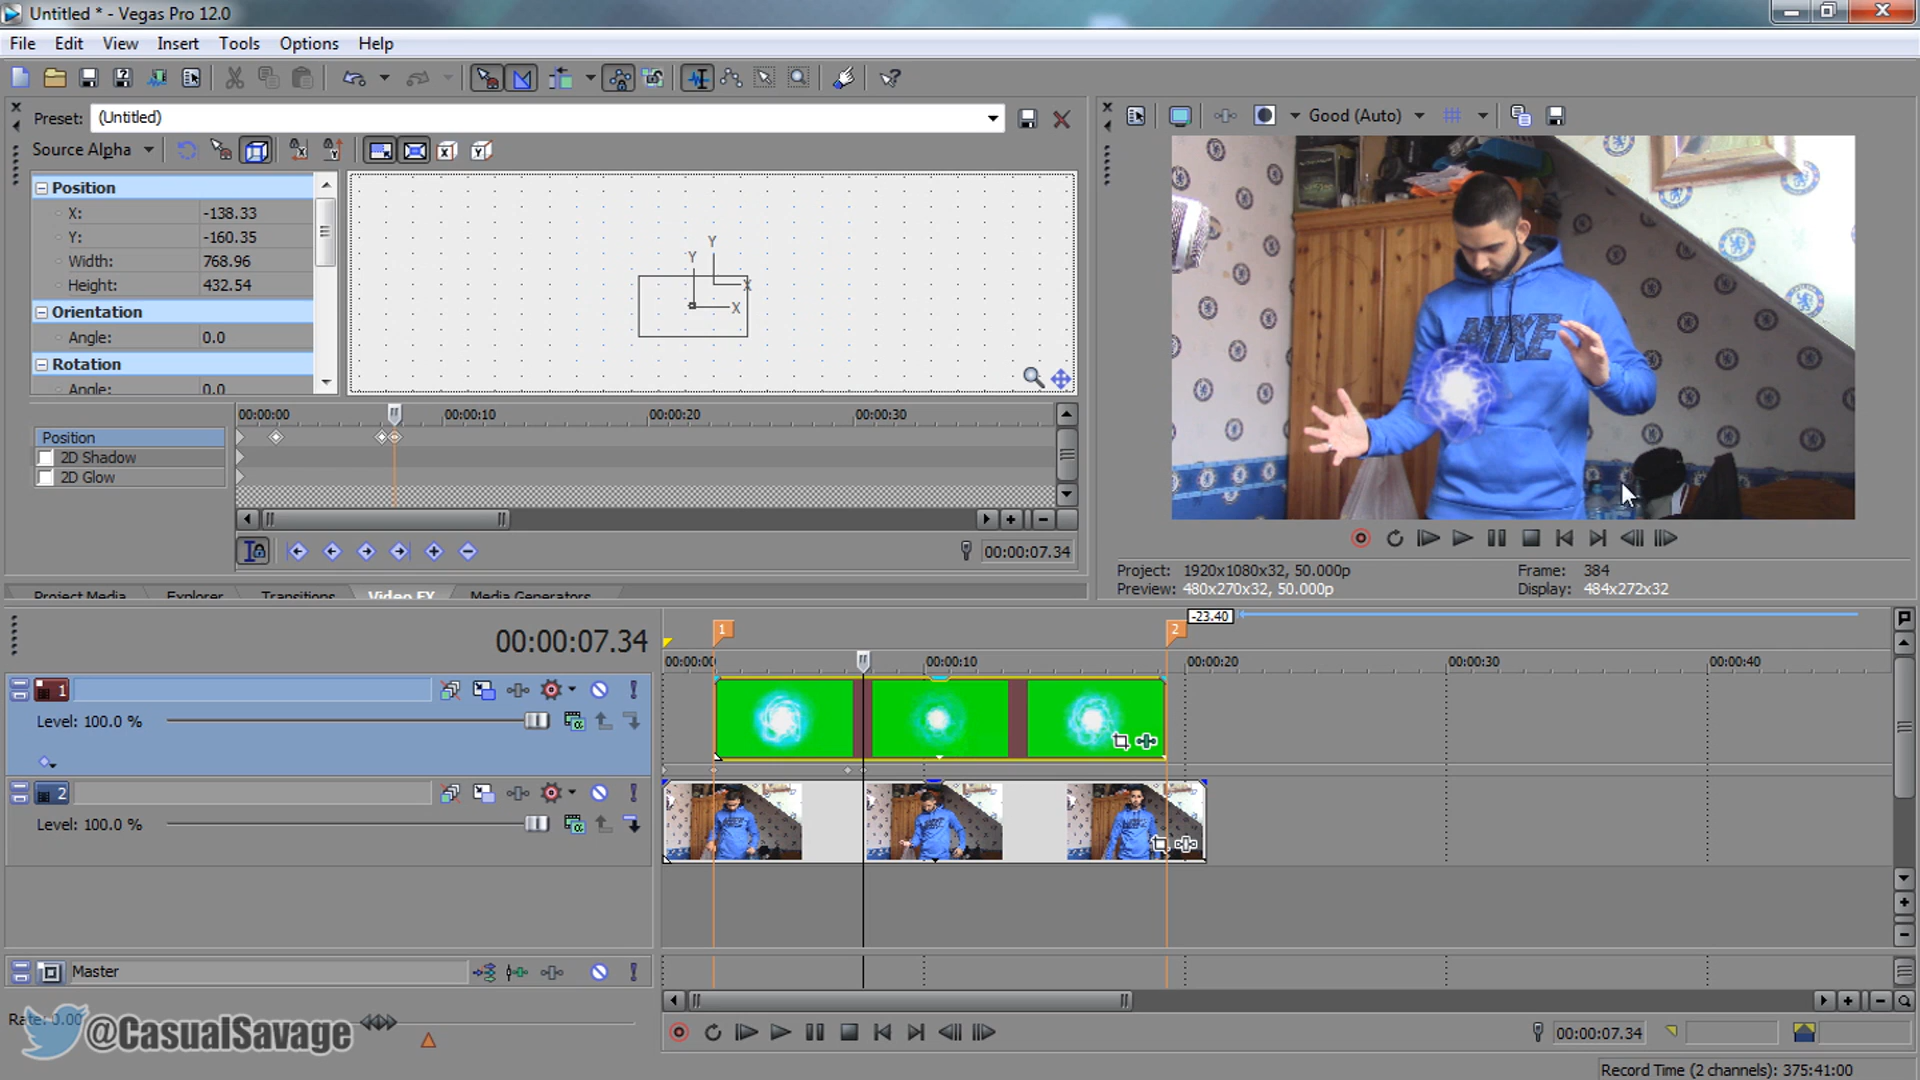 Untitled * - Vegas Pro 12.0
File Edit View Insert Tools Options Help
Preset: (Untitled)
Good (Auto)
Source Alpha
Position
X: -138.33
Y: -160.35
Width: 768.96
Height: 432.54
Orientation
Angle: 0.0
Rotation
Angle: 0.0
Y
Y
X
X
NIKE
00:00:00 00:00:10 00:00:20 00:00:30
Position
2D Shadow
2D Glow
00:00:07.34
Project: 1920x1080x32, 50.000p Frame: 384
Preview: 480x270x32, 50.000p Display: 484x272x32
Project Media Explorer Transitions Video FX Media Generators
00:00:07.34
1 2 -23.40
00:00:00 00:00:10 00:00:20 00:00:30 00:00:40
1
Level: 100.0 %
2
Level: 100.0 %
Master
Rate: 0.00
@CasualSavage
00:00:07.34
Record Time (2 channels): 375:41:00